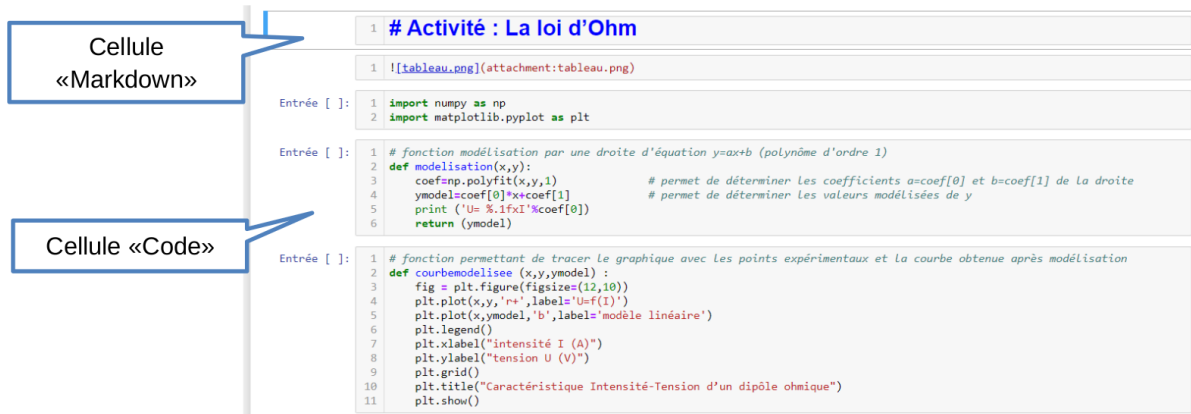 Cellule
«Markdown»
1 # Activité : La loi d’Ohm
1 ![tableau.png](attachment:tableau.png)
Entrée [ ]:
1 import numpy as np
2 import matplotlib.pyplot as plt
Cellule «Code»
Entrée [ ]:
1 # fonction modélisation par une droite d'équation y=ax+b (polynôme d'ordre 1)
2 def modelisation(x,y):
3     coef=np.polyfit(x,y,1)               # permet de déterminer les coefficients a=coef[0] et b=coef[1] de la droite
4     ymodel=coef[0]*x+coef[1]             # permet de déterminer les valeurs modélisées de y
5     print ('U= %.1fxI'%coef[0])
6     return (ymodel)
Entrée [ ]:
1 # fonction permettant de tracer le graphique avec les points expérimentaux et la courbe obtenue après modélisation
2 def courbemodelisee (x,y,ymodel) :
3     fig = plt.figure(figsize=(12,10))
4     plt.plot(x,y,'r+',label='U=f(I)')
5     plt.plot(x,ymodel,'b',label='modèle linéaire')
6     plt.legend()
7     plt.xlabel("intensité I (A)")
8     plt.ylabel("tension U (V)")
9     plt.grid()
10     plt.title("Caractéristique Intensité-Tension d’un dipôle ohmique")
11     plt.show()